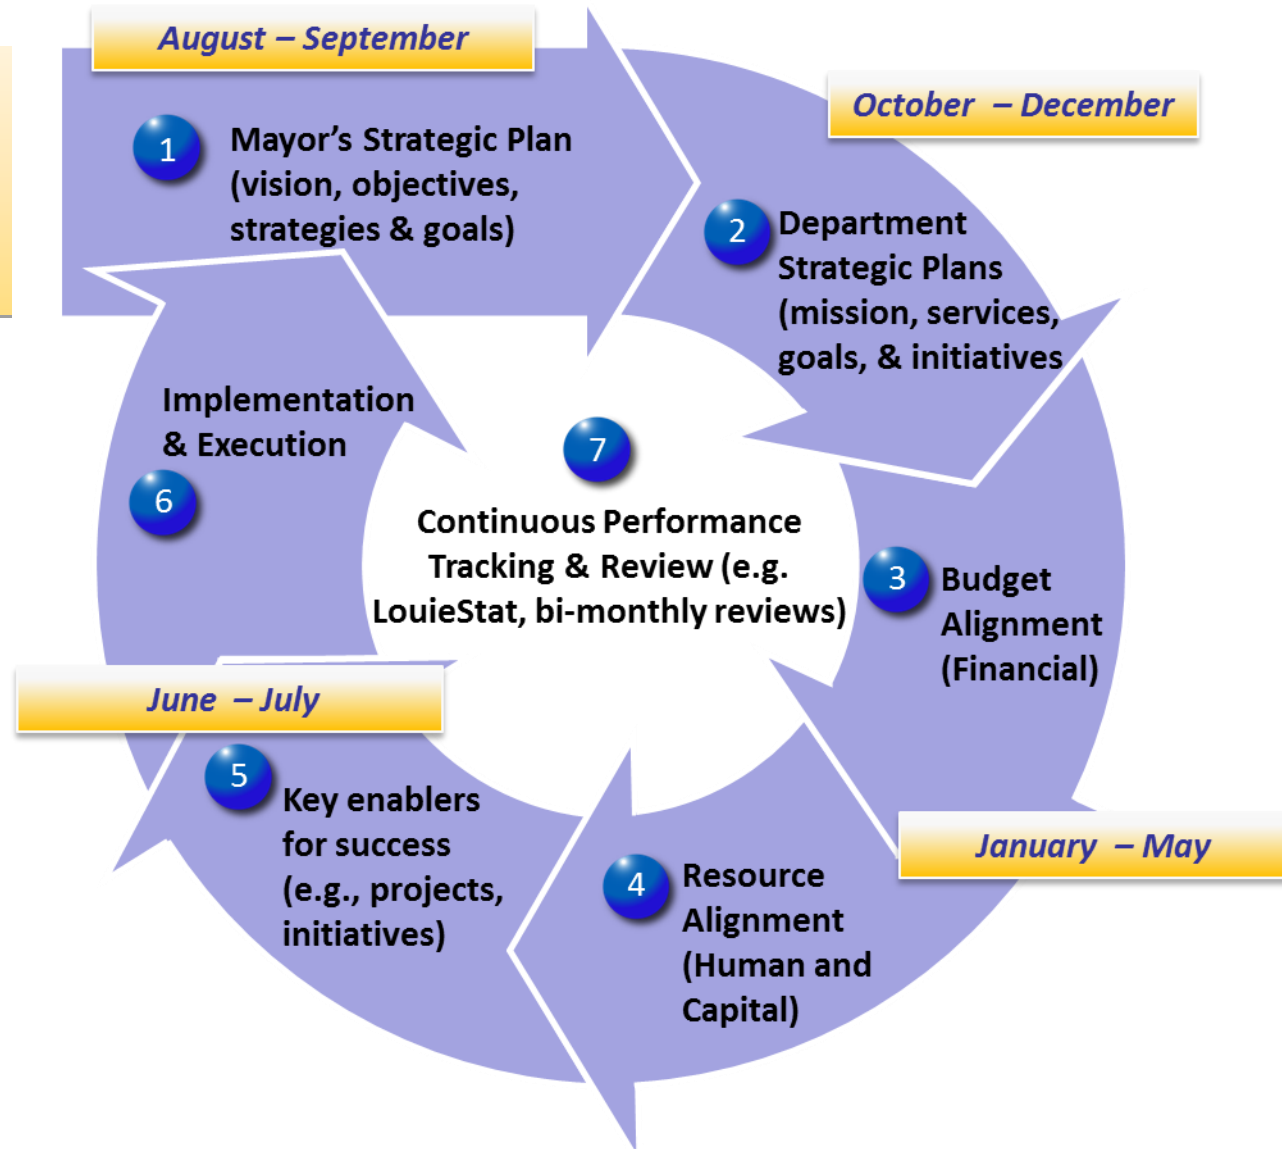 August – September
1
Mayor’s Strategic Plan
(vision, objectives,
strategies & goals)
October – December
2
Department
Strategic Plans
(mission, services,
goals, & initiatives
3
Budget
Alignment
(Financial)
January – May
4
Resource
Alignment
(Human and
Capital)
5
Key enablers
for success
(e.g., projects,
initiatives)
June – July
6
Implementation
& Execution
7
Continuous Performance
Tracking & Review (e.g.
LouieStat, bi-monthly reviews)